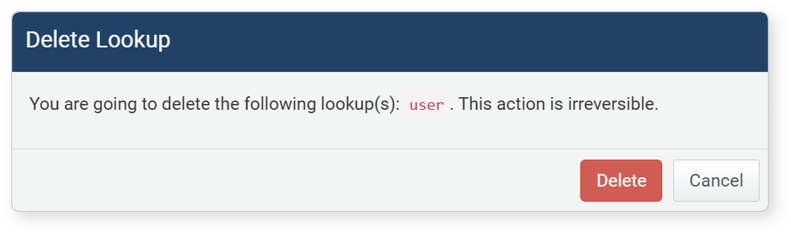 Delete Lookup
You are going to delete the following lookup(s): user . This action is irreversible.
Delete Cancel